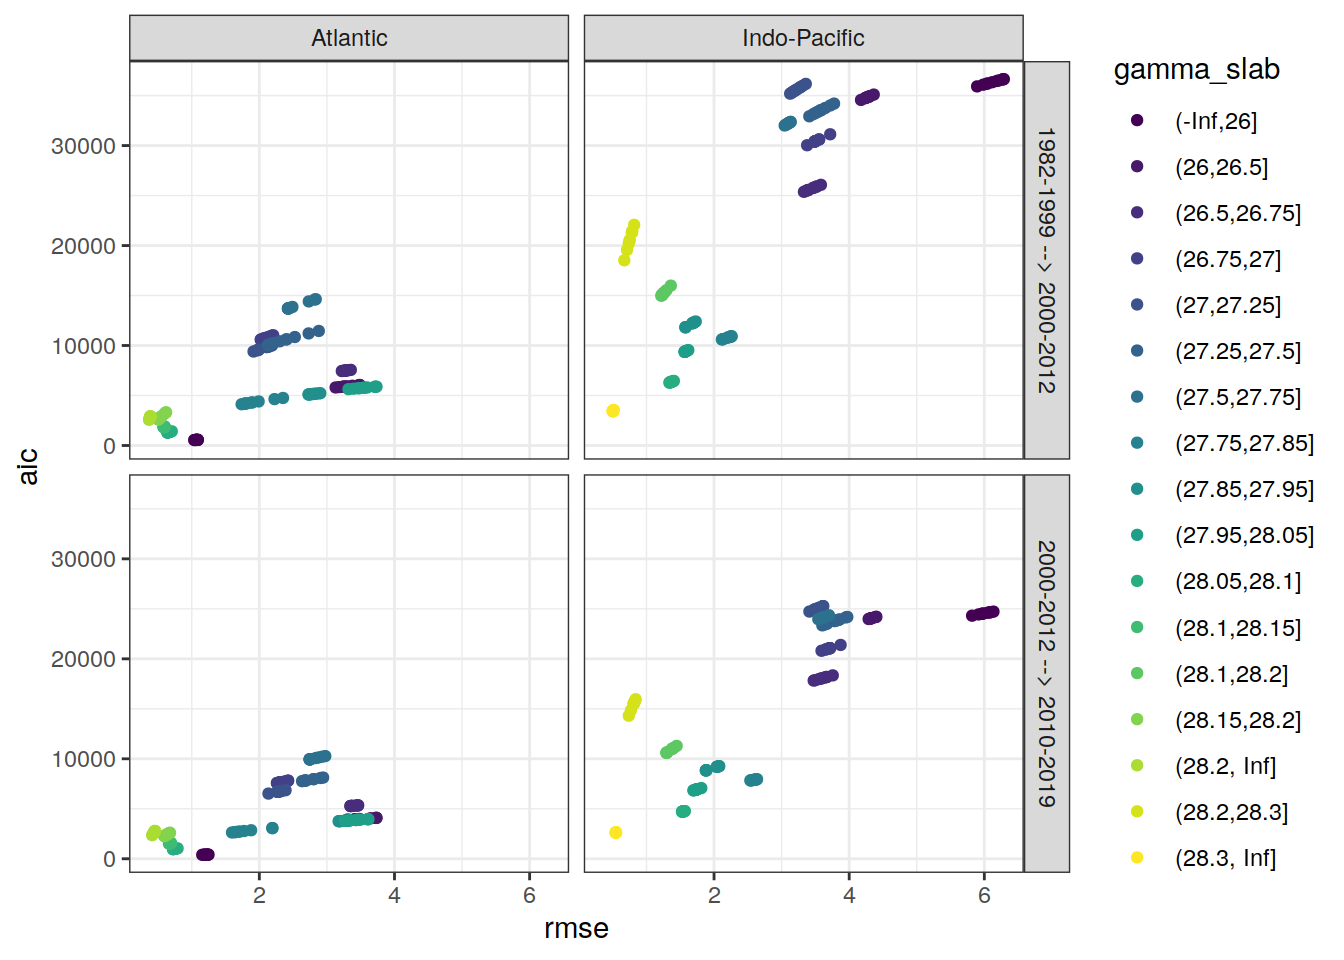 Atlantic
Indo-Pacific
1982-1999 --> 2000-2012
2000-2012 --> 2010-2019
30000
20000
10000
0
30000
20000
10000
0
aic
2
4
6
2
4
6
rmse
gamma_slab
(-Inf,26]
(26,26.5]
(26.5,26.75]
(26.75,27]
(27,27.25]
(27.25,27.5]
(27.5,27.75]
(27.75,27.85]
(27.85,27.95]
(27.95,28.05]
(28.05,28.1]
(28.1,28.15]
(28.1,28.2]
(28.15,28.2]
(28.2, Inf]
(28.2,28.3]
(28.3, Inf]